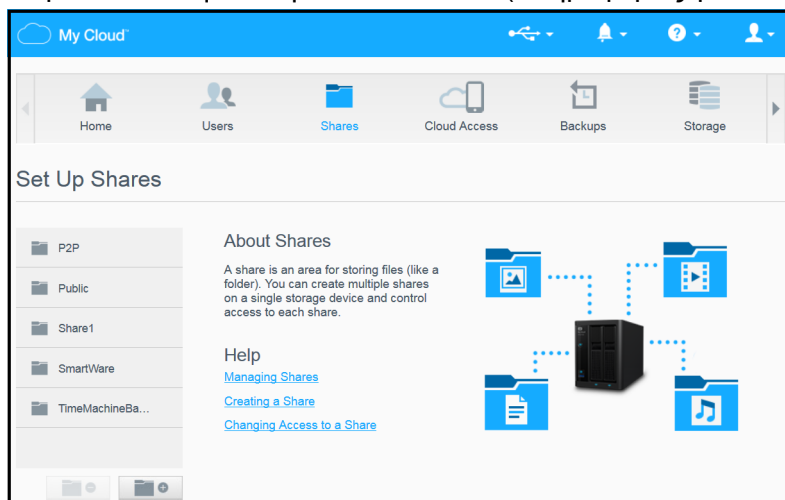 My Cloud™
Home
Users
Shares
Cloud Access
Backups
Storage
Set Up Shares
P2P
Public
Share1
SmartWare
TimeMachineBa...
About Shares
A share is an area for storing files (like a
folder). You can create multiple shares
on a single storage device and control
access to each share.
Help
Managing Shares
Creating a Share
Changing Access to a Share